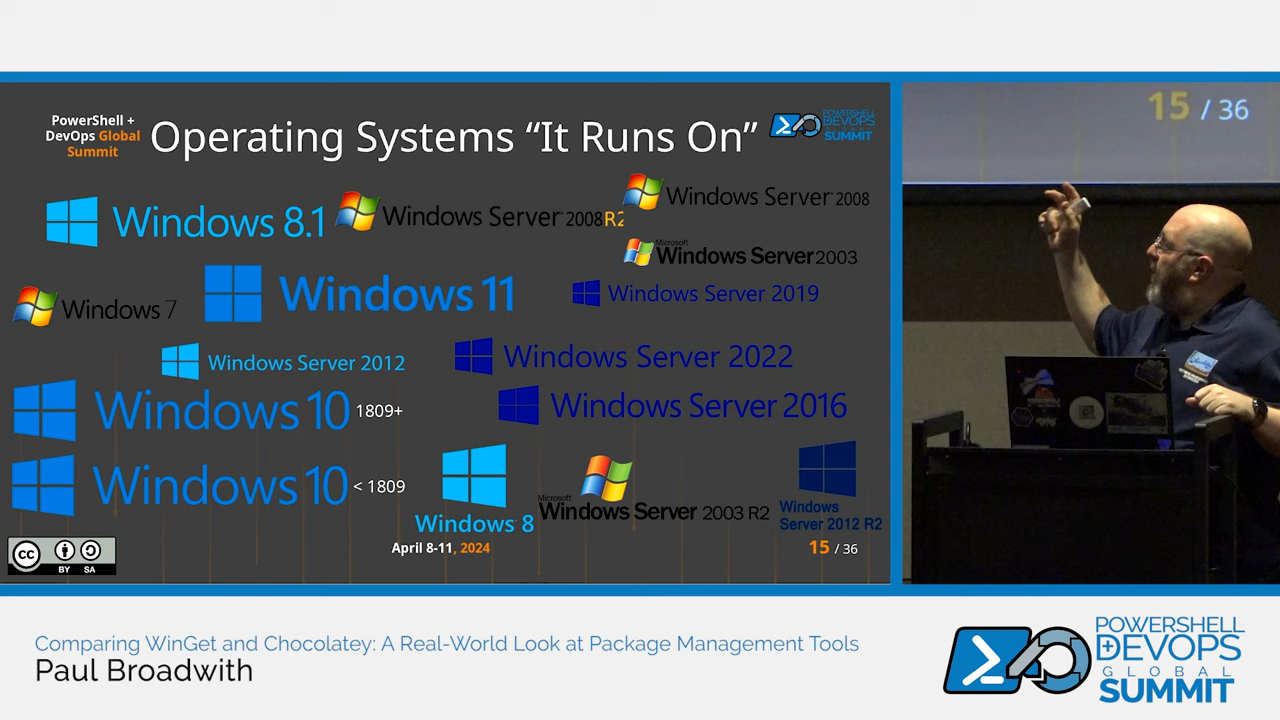 PowerShell +
DevOps Global
Summit
Operating Systems “It Runs On”
POWERSHELL
DEVOPS
GLOBAL
SUMMIT
Windows 8.1
Windows Server 2008 R2
Windows Server 2008
Microsoft
Windows Server 2003
Windows 7
Windows 11
Windows Server 2019
Windows Server 2012
Windows Server 2022
Windows 10 1809+
Windows Server 2016
Windows 10 < 1809
Windows 8
Microsoft
Windows Server 2003 R2
Windows
Server 2012 R2
April 8-11, 2024
15 / 36
cc
BY SA
15 / 36
Comparing WinGet and Chocolatey: A Real-World Look at Package Management Tools
Paul Broadwith
POWERSHELL
DEVOPS
GLOBAL
SUMMIT